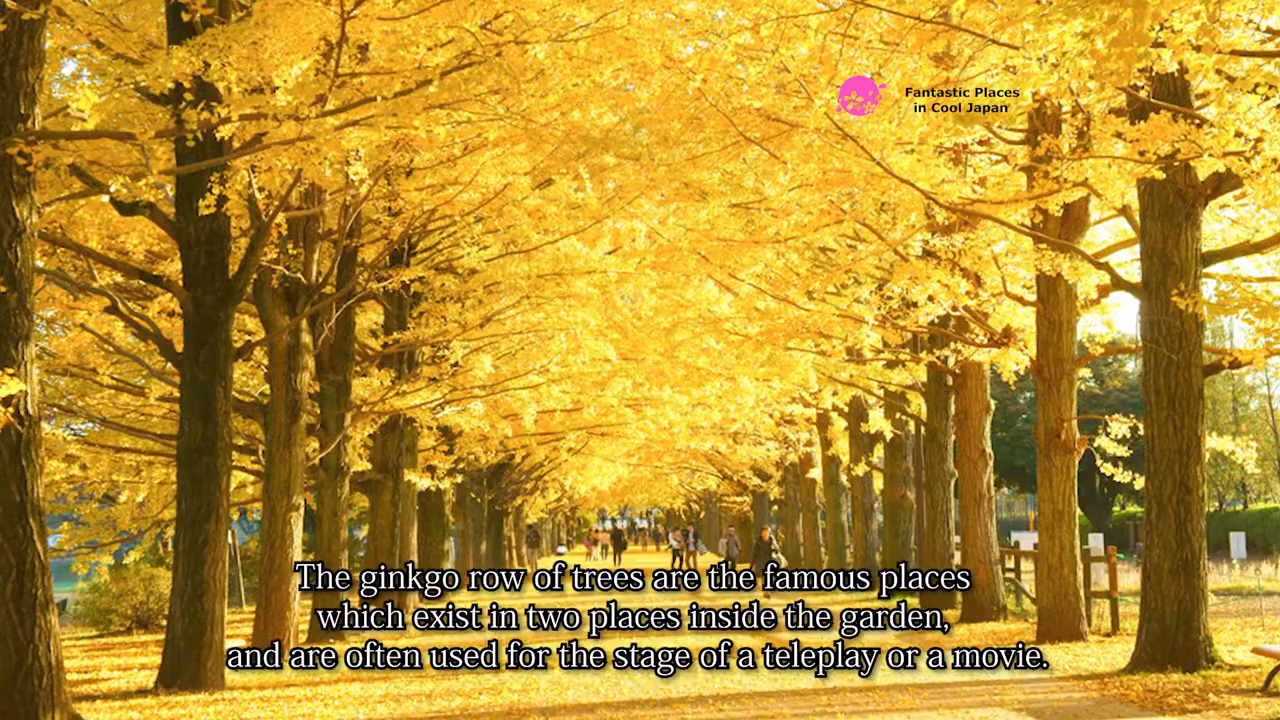 Fantastic Places
in Cool Japan
The ginkgo row of trees are the famous places
which exist in two places inside the garden,
and are often used for the stage of a teleplay or a movie.